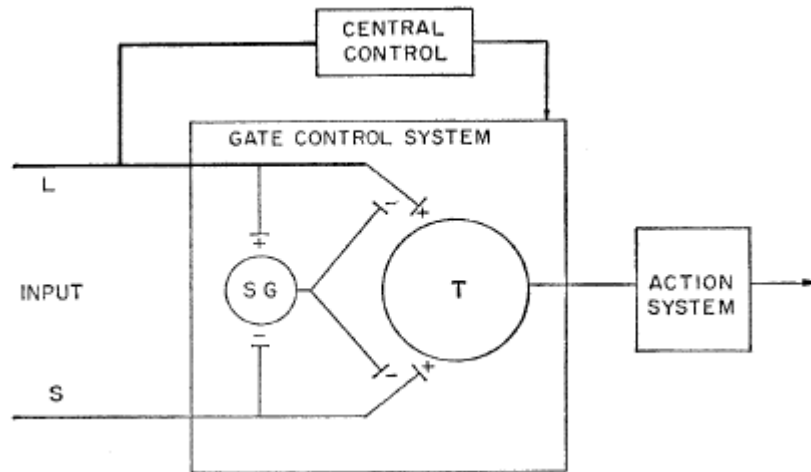 CENTRAL
CONTROL
GATE CONTROL SYSTEM
L
+
-
+
SG
T
INPUT
ACTION
SYSTEM
-
-
+
S